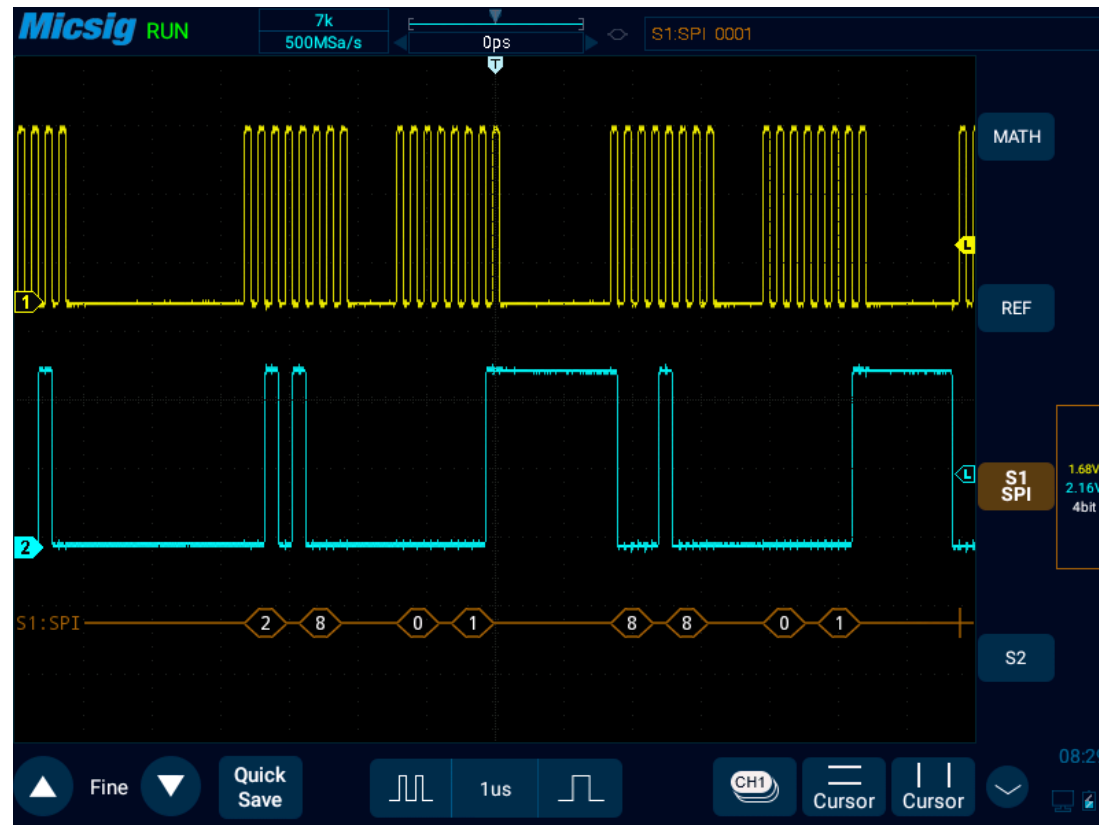 Micsig RUN
7k
500MSa/s
0ps
S1:SPI 0001
T
MATH
L
1
REF
L
S1
SPI
1.68V
2.16V
4bit
2
S1:SPI 2 8 0 1 8 8 0 1
S2
08:29
Fine
Quick
Save
1us
CH1
Cursor
Cursor